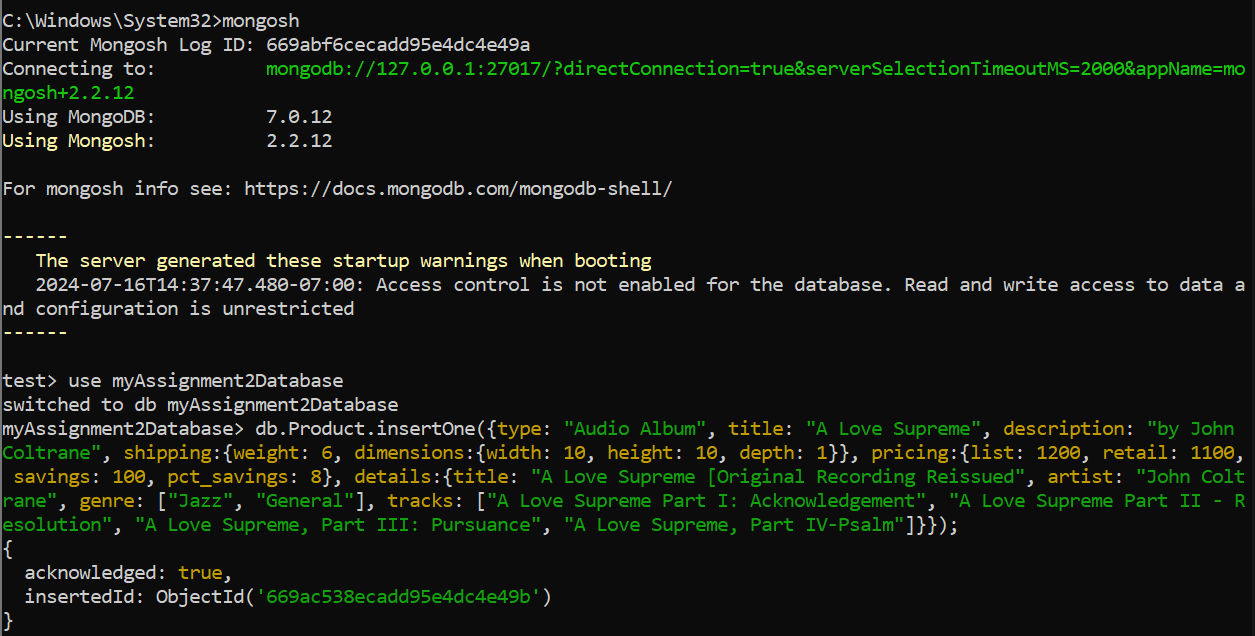 C:\Windows\System32>mongosh
Current Mongosh Log ID: 669abf6cecadd95e4dc4e49a
Connecting to:          mongodb://127.0.0.1:27017/?directConnection=true&serverSelectionTimeoutMS=2000&appName=mo
ngosh+2.2.12
Using MongoDB:          7.0.12
Using Mongosh:          2.2.12
For mongosh info see: https://docs.mongodb.com/mongodb-shell/
------
   The server generated these startup warnings when booting
   2024-07-16T14:37:47.480-07:00: Access control is not enabled for the database. Read and write access to data a
nd configuration is unrestricted
------
test> use myAssignment2Database
switched to db myAssignment2Database
myAssignment2Database> db.Product.insertOne({type: "Audio Album", title: "A Love Supreme", description: "by John
Coltrane", shipping:{weight: 6, dimensions:{width: 10, height: 10, depth: 1}}, pricing:{list: 1200, retail: 1100,
 savings: 100, pct_savings: 8}, details:{title: "A Love Supreme [Original Recording Reissued", artist: "John Colt
rane", genre: ["Jazz", "General"], tracks: ["A Love Supreme Part I: Acknowledgement", "A Love Supreme Part II - R
esolution", "A Love Supreme, Part III: Pursuance", "A Love Supreme, Part IV-Psalm"]}});
{
  acknowledged: true,
  insertedId: ObjectId('669ac538ecadd95e4dc4e49b')
}